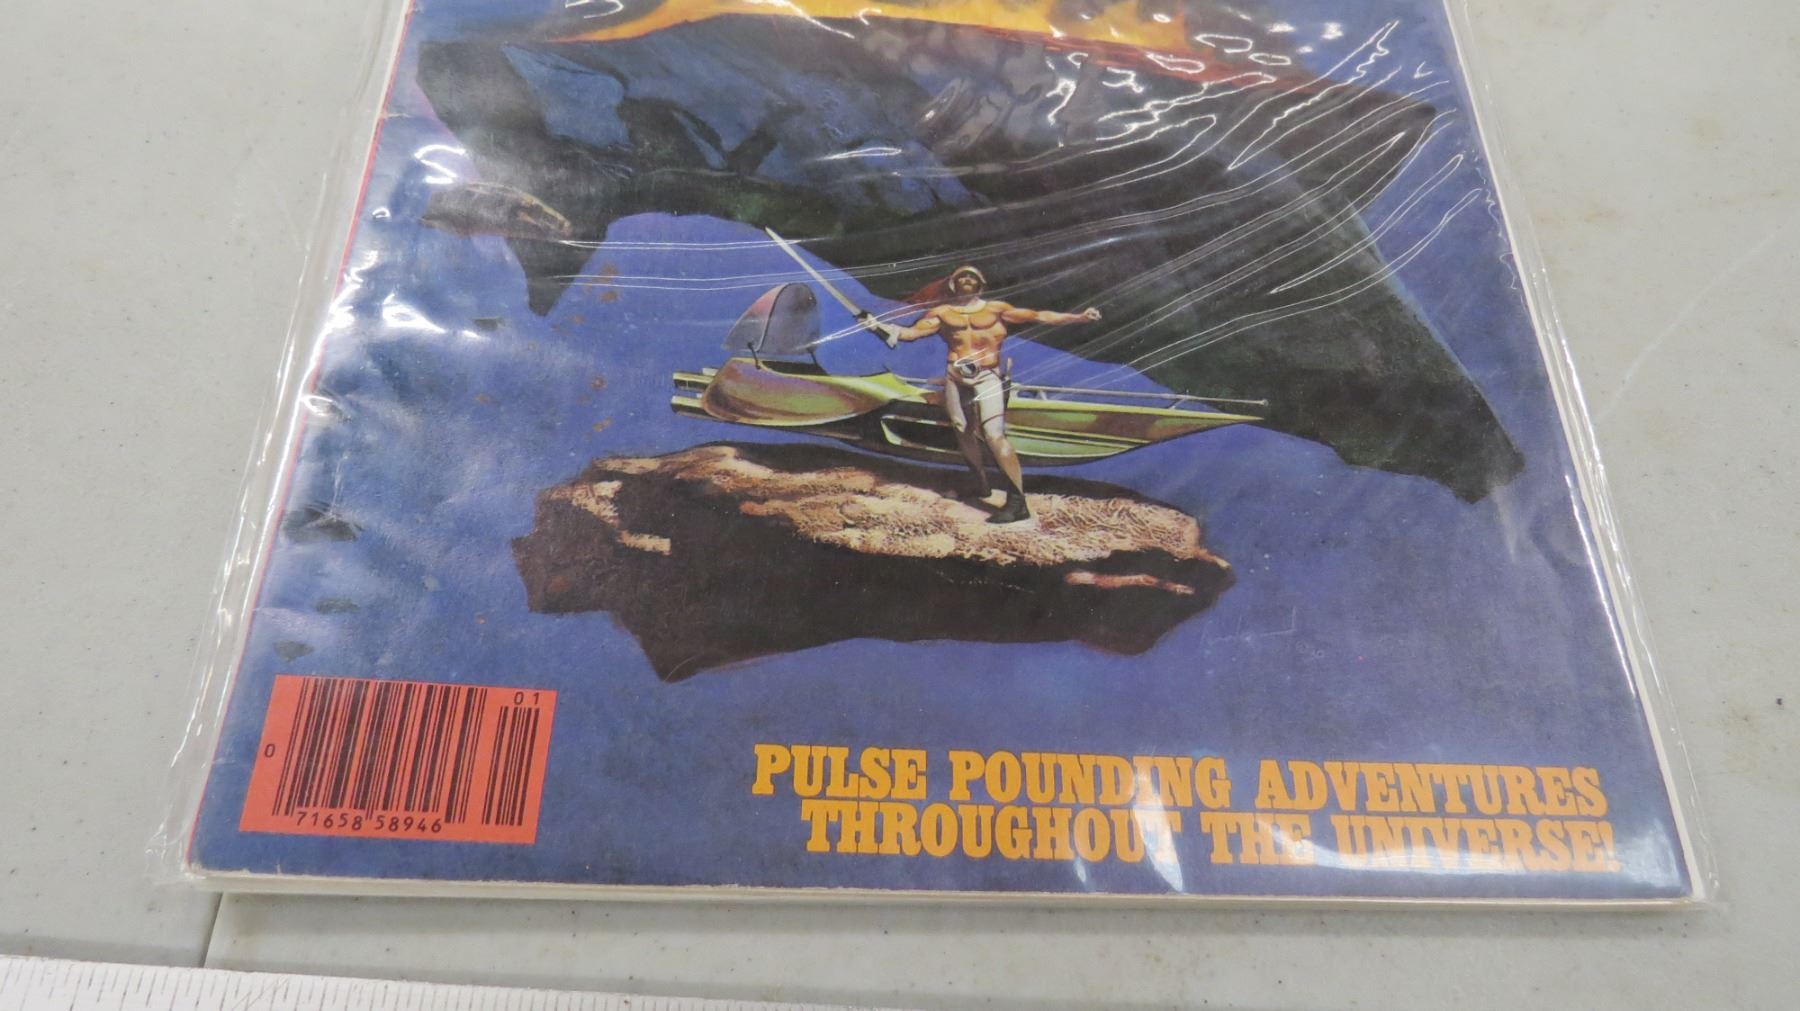 01
0
71658 58946
PULSE POUNDING ADVENTURES
THROUGHOUT THE UNIVERSE!